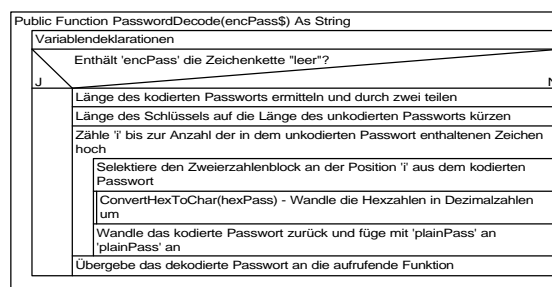 Public Function PasswordDecode(encPass$) As String
Variablendeklarationen
Enthält 'encPass' die Zeichenkette "leer"?
J
N
Länge des kodierten Passworts ermitteln und durch zwei teilen
Länge des Schlüssels auf die Länge des unkodierten Passworts kürzen
Zähle 'i' bis zur Anzahl der in dem unkodierten Passwort enthaltenen Zeichen
hoch
Selektiere den Zweierzahlenblock an der Position 'i' aus dem kodierten
Passwort
ConvertHexToChar(hexPass) - Wandle die Hexzahlen in Dezimalzahlen
um
Wandle das kodierte Passwort zurück und füge mit 'plainPass' an
'plainPass' an
Übergebe das dekodierte Passwort an die aufrufende Funktion